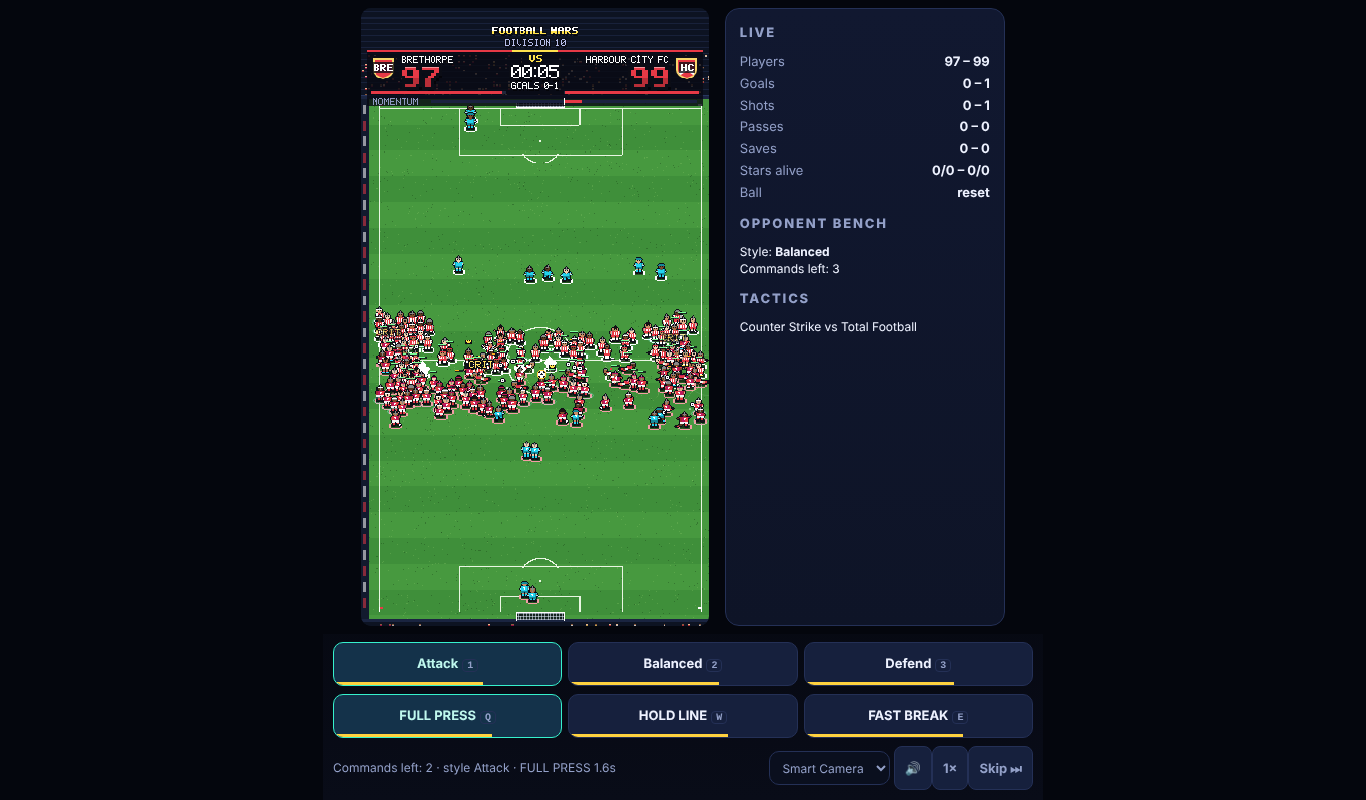 FOOTBALL WARS
DIVISION 10
BRE
BRETHORPE
97
VS
00:05
GOALS 0-1
HARBOUR CITY FC
99
HC
MOMENTUM
CRIT
LIVE
Players 97 – 99
Goals 0 – 1
Shots 0 – 1
Passes 0 – 0
Saves 0 – 0
Stars alive 0/0 – 0/0
Ball reset
OPPONENT BENCH
Style: Balanced
Commands left: 3
TACTICS
Counter Strike vs Total Football
Attack 1
Balanced 2
Defend 3
FULL PRESS Q
HOLD LINE W
FAST BREAK E
Commands left: 2 · style Attack · FULL PRESS 1.6s
Smart Camera
1×
Skip